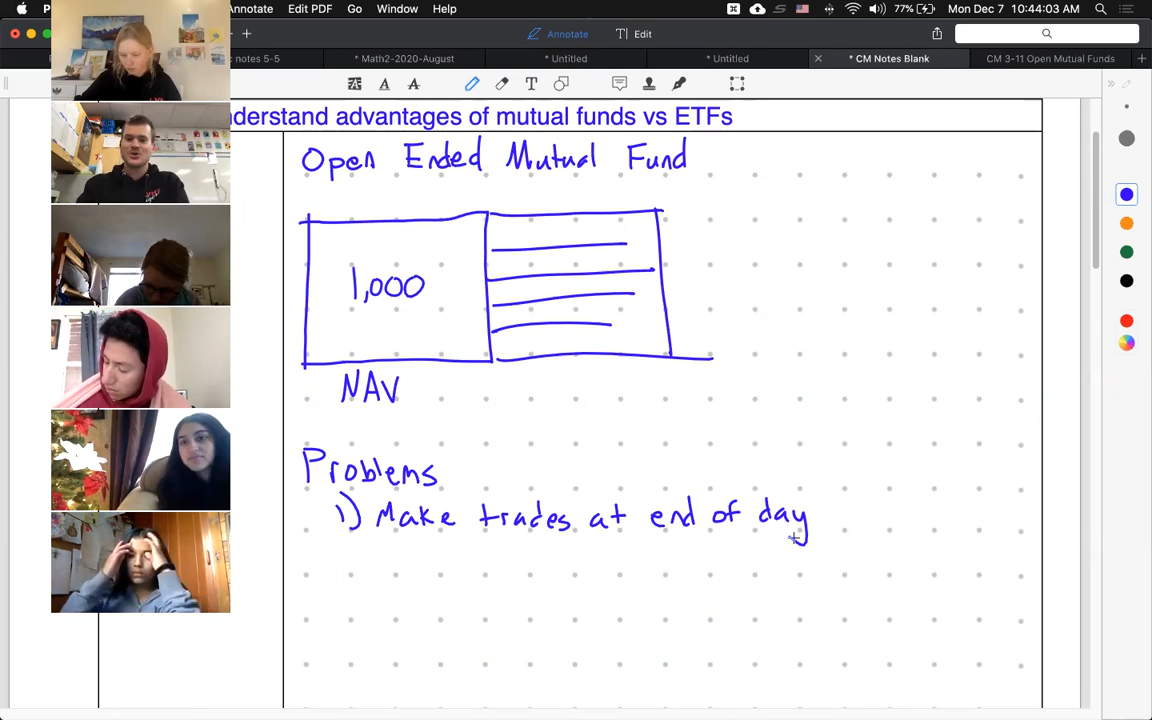 Annotate Edit PDF Go Window Help
77% Mon Dec 7 10:44:03 AM
Annotate Edit
c notes 5-5 * Math2-2020-August * Untitled * Untitled * CM Notes Blank CM 3-11 Open Mutual Funds
nderstand advantages of mutual funds vs ETFs
Open Ended Mutual Fund
1,000
NAV
Problems
1) Make trades at end of day